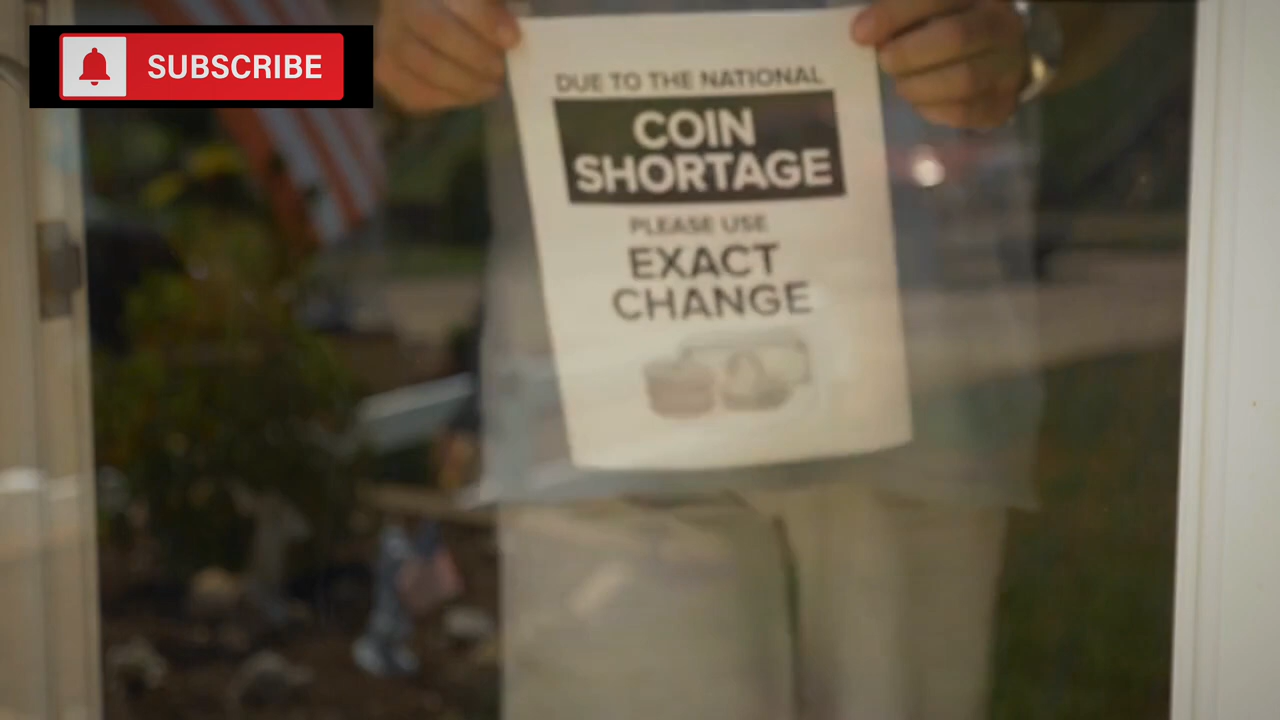 SUBSCRIBE
DUE TO THE NATIONAL
COIN
SHORTAGE
PLEASE USE
EXACT
CHANGE